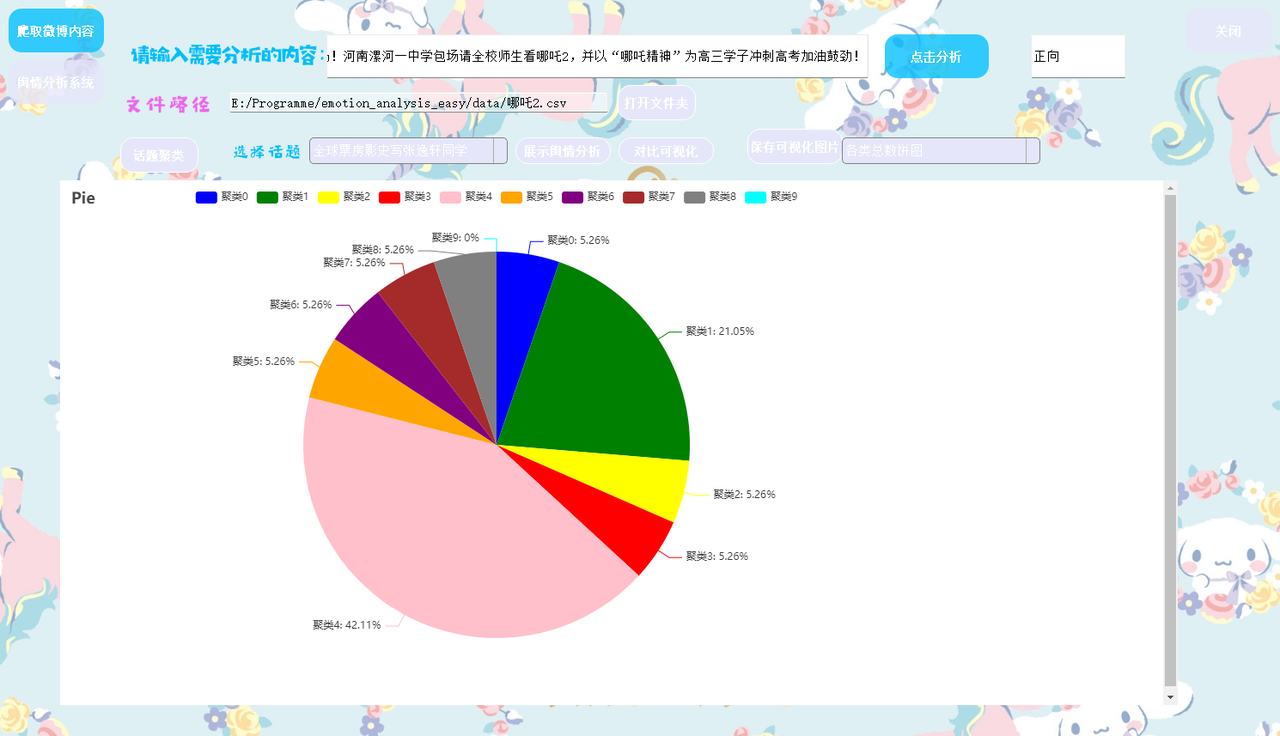 爬取微博内容
关闭
请输入需要分析的内容：
！河南漯河一中学包场请全校师生看哪吒2，并以“哪吒精神”为高三学子冲刺高考加油鼓劲！
点击分析
正向
舆情分析系统
文件路径
E:/Programme/emotion_analysis_easy/data/哪吒2.csv
打开文件夹
话题聚类
选择话题
全球票房影史写张逸轩同学
展示舆情分析
对比可视化
保存可视化图片
各类总数饼图
Pie
聚类0
聚类1
聚类2
聚类3
聚类4
聚类5
聚类6
聚类7
聚类8
聚类9
聚类9: 0%
聚类0: 5.26%
聚类8: 5.26%
聚类7: 5.26%
聚类6: 5.26%
聚类1: 21.05%
聚类5: 5.26%
聚类2: 5.26%
聚类3: 5.26%
聚类4: 42.11%